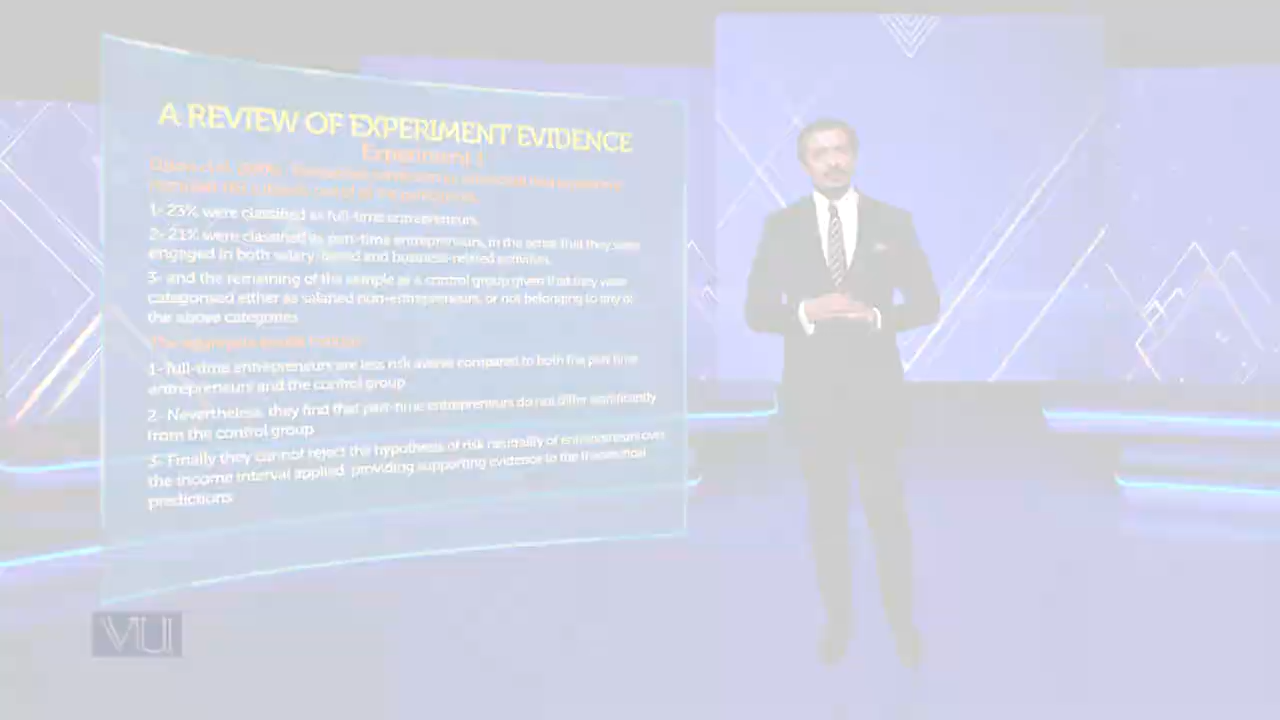 A REVIEW OF EXPERIMENT EVIDENCE
Experiment 1
1- 23% were classified as full-time entrepreneurs,
2- 21% were classified as part-time entrepreneurs, in the sense that they were
engaged in both salary-based and business-related activities,
3- and the remaining of the sample as a control group given that they were
categorised either as salaried non-entrepreneurs, or not belonging to any of
the above categories
The aggregate
1- full-time entrepreneurs are less risk averse compared to both the part-time
entrepreneurs and the control group
2- Nevertheless, they find that part-time entrepreneurs do not differ significantly
from the control group
3- Finally they cannot reject the hypothesis of risk neutrality of entrepreneurs over
the income interval applied, providing supporting evidence to the theoretical
predictions
VU